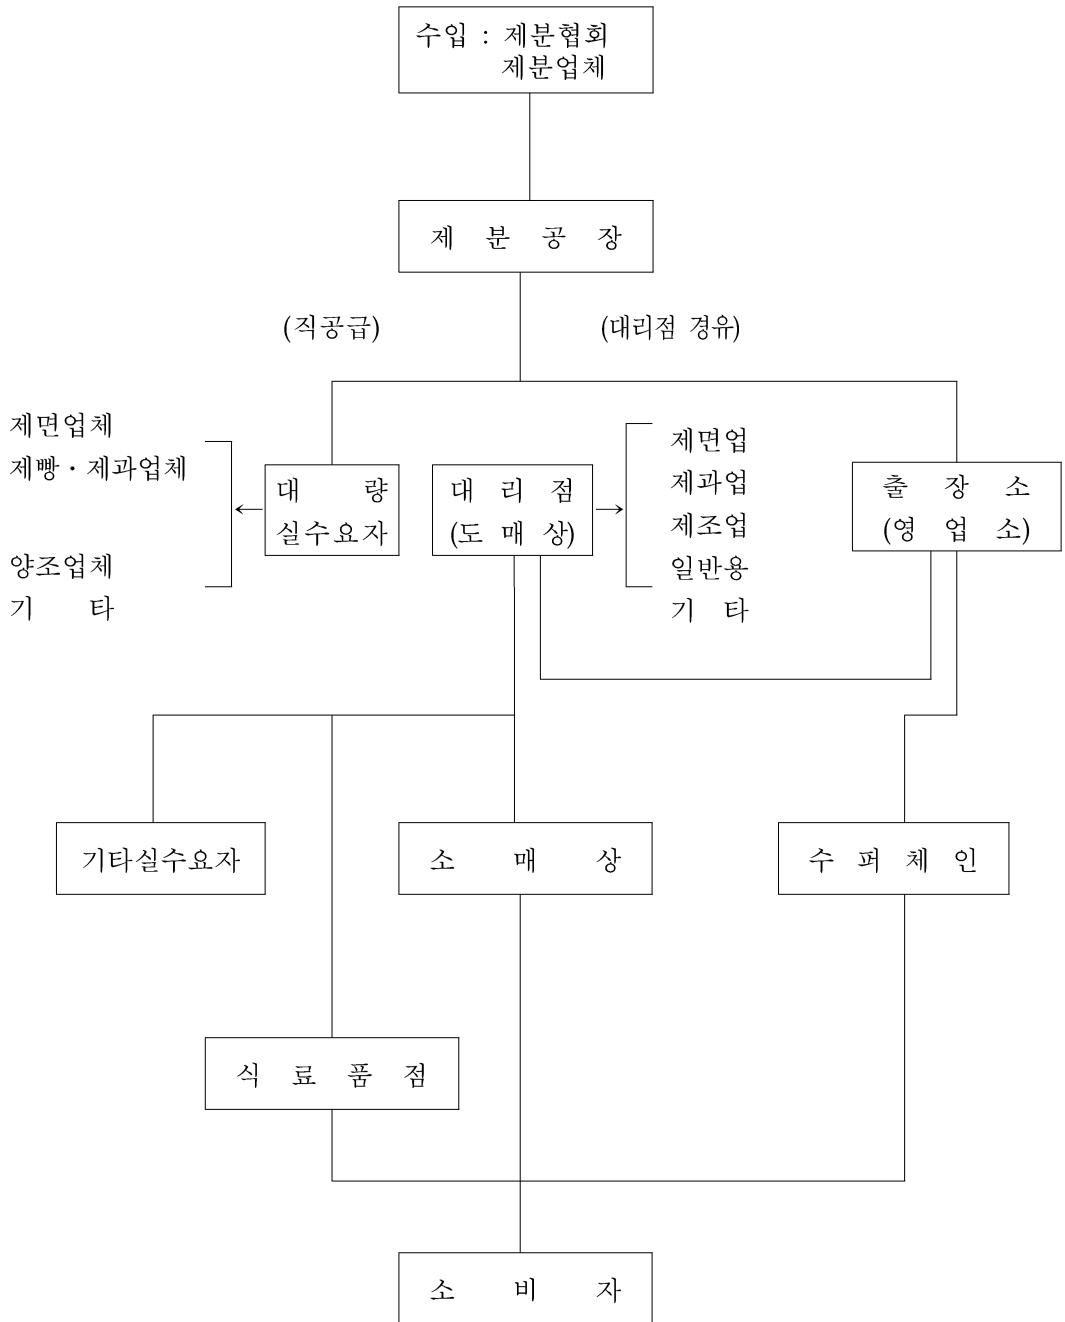 수입 : 제분협회
제분업체
제 분 공 장
(직공급)
(대리점 경유)
제면업체
제빵・제과업체
양조업체
기 타
대 량
실수요자
대 리 점
(도 매 상)
제면업
제과업
제조업
일반용
기 타
출 장 소
(영 업 소)
기타실수요자
소 매 상
수 퍼 체 인
식 료 품 점
소 비 자